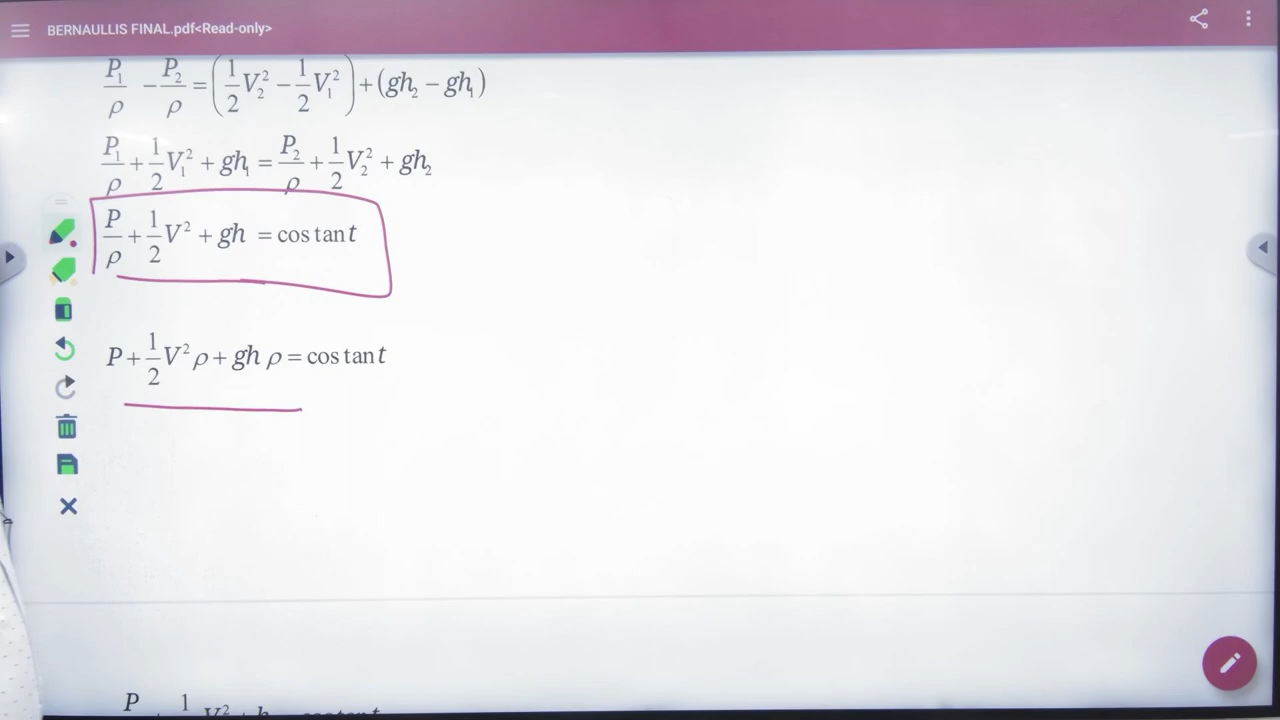 BERNAULLIS FINAL.pdf<Read-only>
P₁/ρ − P₂/ρ = (1/2 V₂² − 1/2 V₁²) + (gh₂ − gh₁)
P₁/ρ + 1/2 V₁² + gh₁ = P₂/ρ + 1/2 V₂² + gh₂
P/ρ + 1/2 V² + gh = costant
P + 1/2 V² ρ + gh ρ = costant